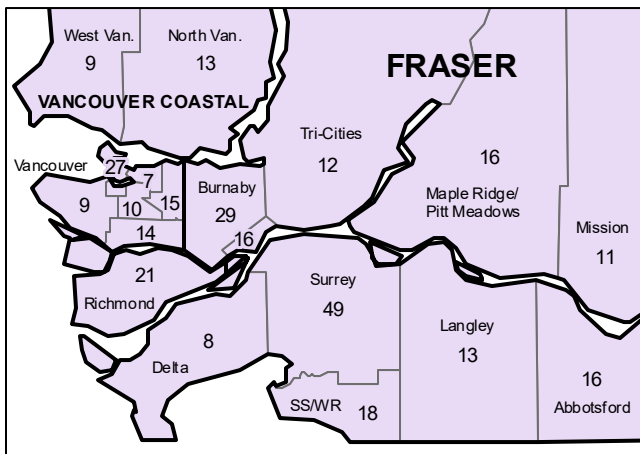 West Van.
9
North Van.
13
FRASER
VANCOUVER COASTAL
Tri-Cities
12
Vancouver
27
7
9
10
15
14
Burnaby
29
16
16
Maple Ridge/
Pitt Meadows
Mission
11
21
Richmond
Surrey
49
8
Delta
Langley
13
SS/WR
18
16
Abbotsford